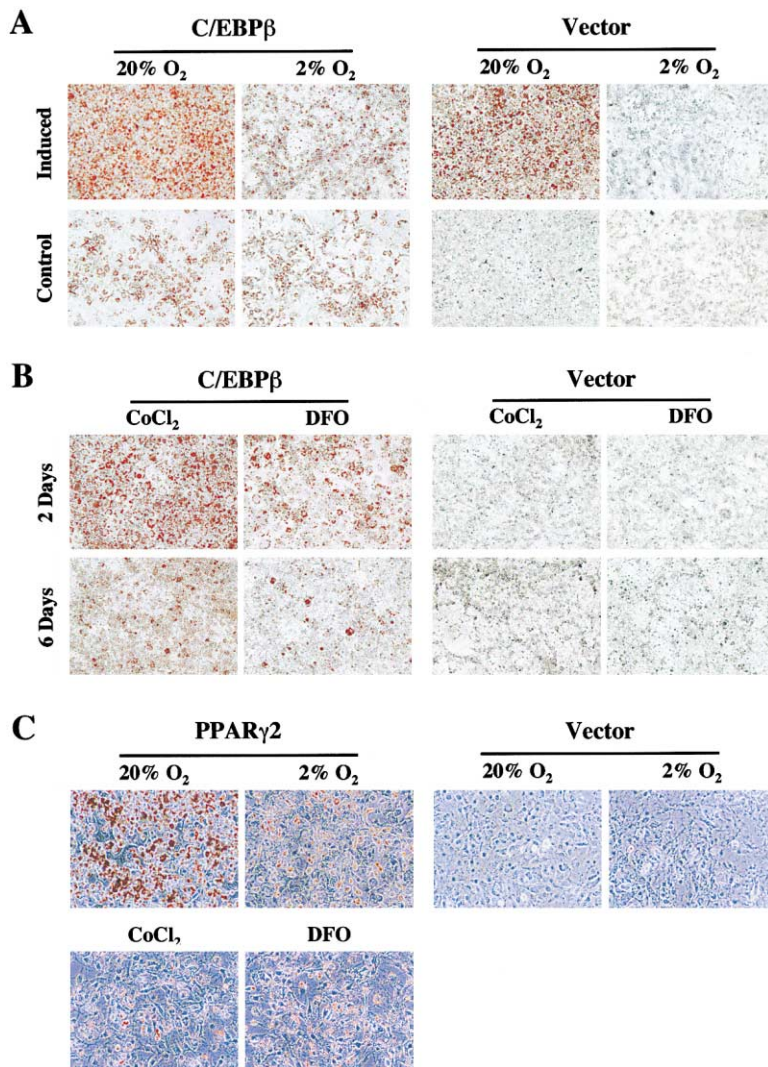 A
C/EBPβ Vector
20% O₂ 2% O₂ 20% O₂ 2% O₂
Induced
Control
B
C/EBPβ Vector
CoCl₂ DFO CoCl₂ DFO
2 Days
6 Days
C
PPARγ2 Vector
20% O₂ 2% O₂ 20% O₂ 2% O₂
CoCl₂ DFO